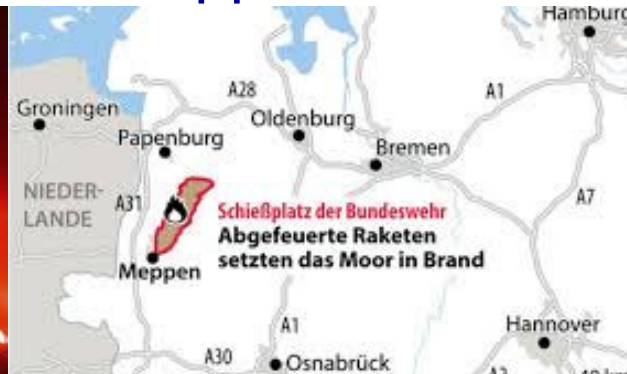 Hamburg
A1
A28
Groningen
Oldenburg
Papenburg
Bremen
NIEDER-
LANDE
A31
A7
Schießplatz der Bundeswehr
Abgefeuerte Raketen
setzten das Moor in Brand
Meppen
A1
Hannover
A30
Osnabrück